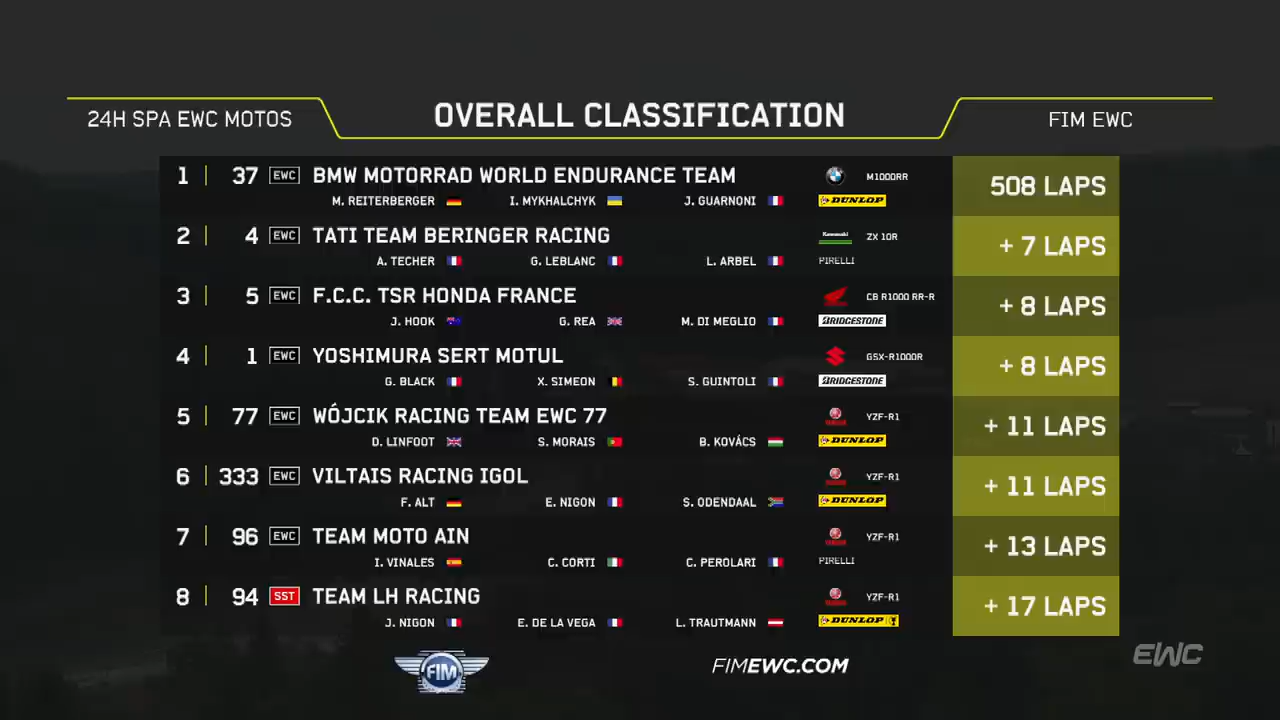 24H SPA EWC MOTOS
OVERALL CLASSIFICATION
FIM EWC
1 37 EWC BMW MOTORRAD WORLD ENDURANCE TEAM M1000RR 508 LAPS
M. REITERBERGER I. MYKHALCHYK J. GUARNONI DUNLOP
2 4 EWC TATI TEAM BERINGER RACING Kawasaki ZX 10R + 7 LAPS
A. TECHER G. LEBLANC L. ARBEL PIRELLI
3 5 EWC F.C.C. TSR HONDA FRANCE CB R1000 RR-R + 8 LAPS
J. HOOK G. REA M. DI MEGLIO BRIDGESTONE
4 1 EWC YOSHIMURA SERT MOTUL GSX-R1000R + 8 LAPS
G. BLACK X. SIMEON S. GUINTOLI BRIDGESTONE
5 77 EWC WÓJCIK RACING TEAM EWC 77 YAMAHA YZF-R1 + 11 LAPS
D. LINFOOT S. MORAIS B. KOVÁCS DUNLOP
6 333 EWC VILTAIS RACING IGOL YAMAHA YZF-R1 + 11 LAPS
F. ALT E. NIGON S. ODENDAAL DUNLOP
7 96 EWC TEAM MOTO AIN YAMAHA YZF-R1 + 13 LAPS
I. VINALES C. CORTI C. PEROLARI PIRELLI
8 94 SST TEAM LH RACING YAMAHA YZF-R1 + 17 LAPS
J. NIGON E. DE LA VEGA L. TRAUTMANN DUNLOP
FIM
FIMEWC.COM
EWC